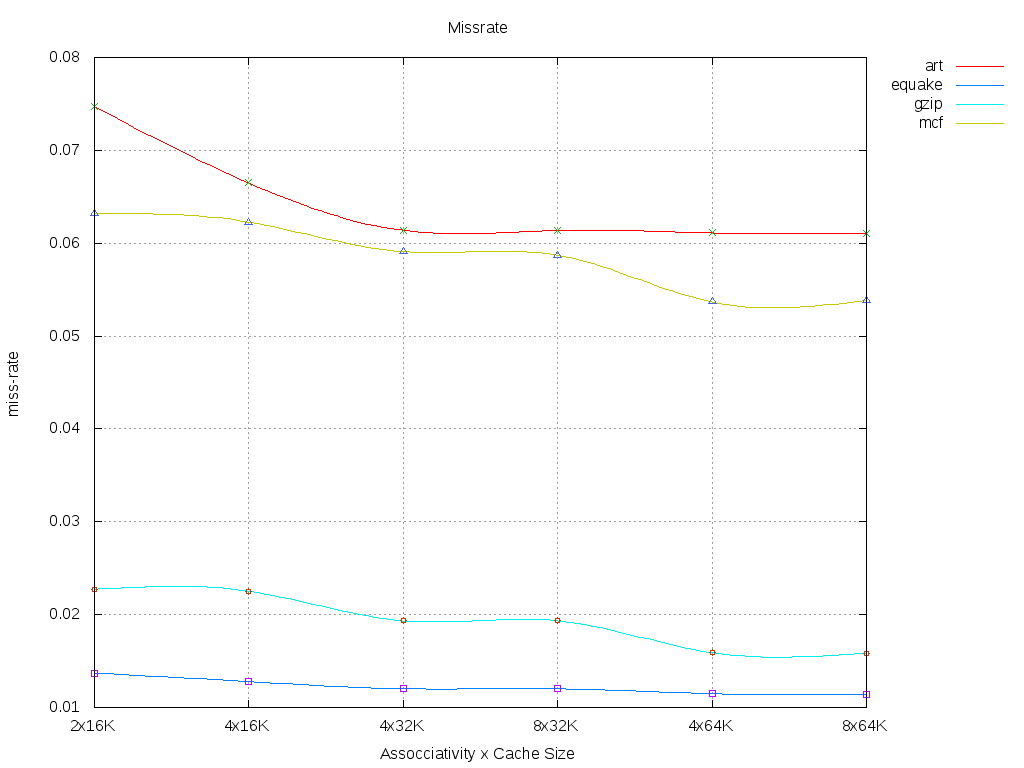 Missrate
art
equake
gzip
mcf
0.08
0.07
0.06
0.05
0.04
0.03
0.02
0.01
miss-rate
2x16K 4x16K 4x32K 8x32K 4x64K 8x64K
Assocciativity x Cache Size